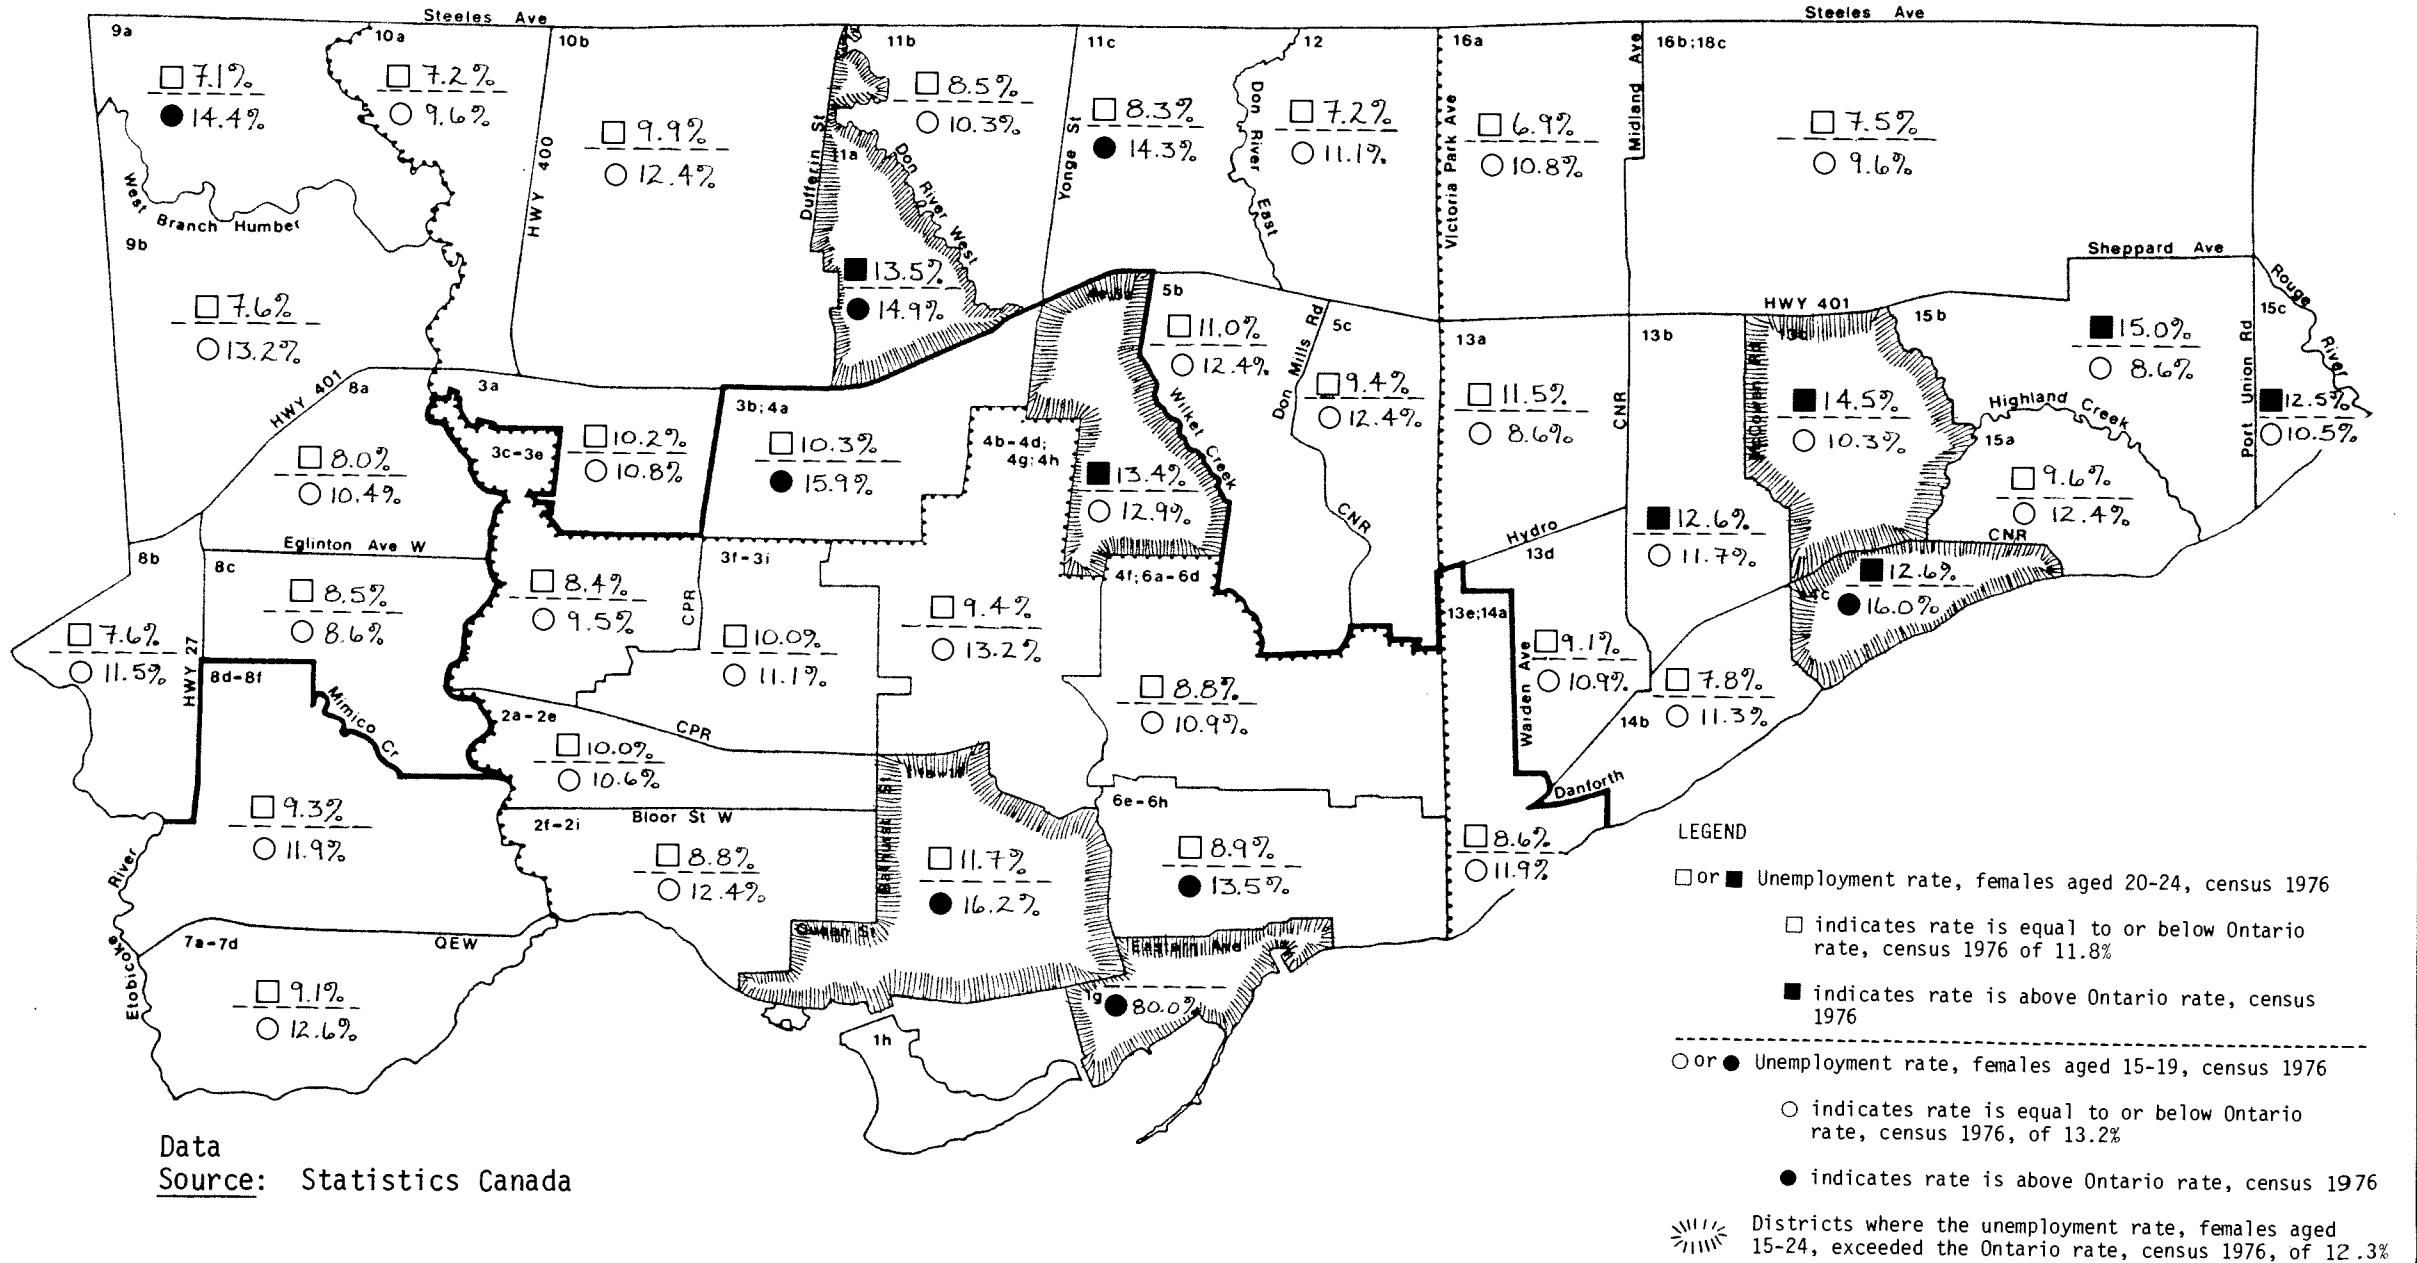 Steeles Ave
Steeles Ave
9a
10a
10b
11b
11c
12
16a
16b;18c
7.1%
14.4%
7.2%
9.6%
9.9%
12.4%
8.5%
10.3%
8.3%
14.3%
7.2%
11.1%
6.9%
10.8%
7.5%
9.6%
HWY 400
Dufferin St
11a
Don River West
Yonge St
Don River East
Victoria Park Ave
Midland Ave
West Branch Humber
9b
7.6%
13.2%
13.5%
14.9%
Sheppard Ave
Rouge River
HWY 401
HWY 401
8a
3a
3b;4a
5b
5c
13a
13b
15b
15c
11.0%
12.4%
Don Mills Rd
9.4%
12.4%
11.5%
8.6%
CNR
McCowan Rd
14.5%
10.3%
15.0%
8.6%
Port Union Rd
12.5%
10.5%
Highland Creek
15a
9.6%
12.4%
CNR
8.0%
10.4%
3c-3e
10.2%
10.8%
10.3%
15.9%
4b-4d;
4g;4h
13.4%
12.9%
Wilket Creek
CNR
Hydro
13d
12.6%
11.7%
Eglinton Ave W
8b
8c
8.5%
8.6%
8.4%
9.5%
CPR
3f-3i
10.0%
11.1%
9.4%
13.2%
4f;6a-6d
8.8%
10.9%
13e;14a
12.6%
16.0%
7.6%
11.5%
HWY 27
8d-8f
Mimico Cr
2a-2e
CPR
10.0%
10.6%
Warden Ave
9.1%
10.9%
7.8%
11.3%
14b
Danforth
9.3%
11.9%
2f-2i
Bloor St W
Bathurst St
8.8%
12.4%
11.7%
16.2%
6e-6h
8.9%
13.5%
8.6%
11.9%
Etobicoke River
7a-7d
QEW
9.1%
12.6%
Queen St
Eastern Ave
1g
80.0%
1h
LEGEND
or Unemployment rate, females aged 20-24, census 1976
indicates rate is equal to or below Ontario
rate, census 1976 of 11.8%
indicates rate is above Ontario rate, census
1976
or Unemployment rate, females aged 15-19, census 1976
indicates rate is equal to or below Ontario
rate, census 1976, of 13.2%
indicates rate is above Ontario rate, census 1976
Districts where the unemployment rate, females aged
15-24, exceeded the Ontario rate, census 1976, of 12.3%
Data
Source: Statistics Canada